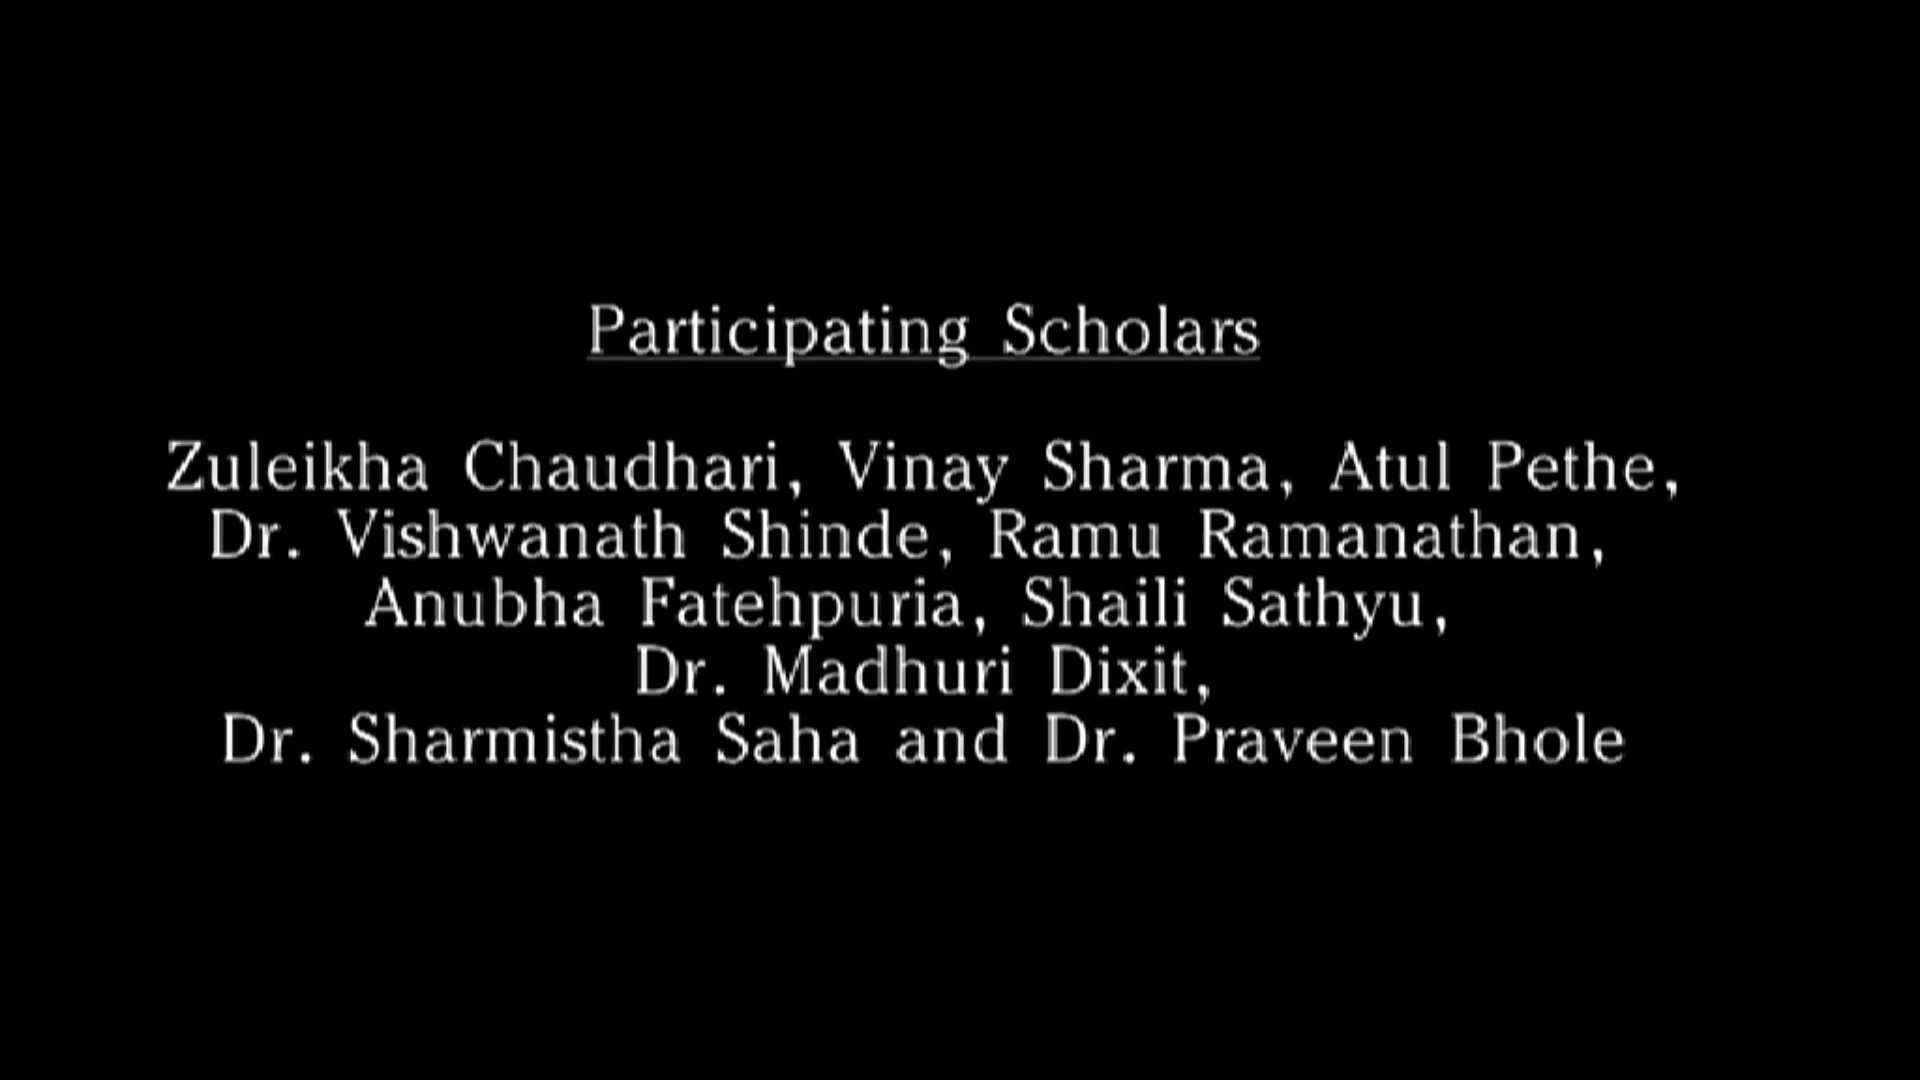 Participating Scholars
Zuleikha Chaudhari, Vinay Sharma, Atul Pethe,
Dr. Vishwanath Shinde, Ramu Ramanathan,
Anubha Fatehpuria, Shaili Sathyu,
Dr. Madhuri Dixit,
Dr. Sharmistha Saha and Dr. Praveen Bhole